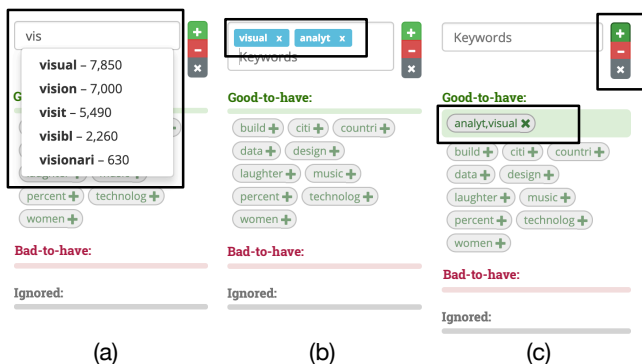 vis
+
−
×
visual – 7,850
vision – 7,000
visit – 5,490
visibl – 2,260
visionari – 630
percent + technolog +
women +
Bad-to-have:
Ignored:
(a)
visual x analyt x
Keywords
+
−
×
Good-to-have:
build + citi + countri +
data + design +
laughter + music +
percent + technolog +
women +
Bad-to-have:
Ignored:
(b)
Keywords
+
−
×
Good-to-have:
analyt,visual ×
build + citi + countri +
data + design +
laughter + music +
percent + technolog +
women +
Bad-to-have:
Ignored:
(c)